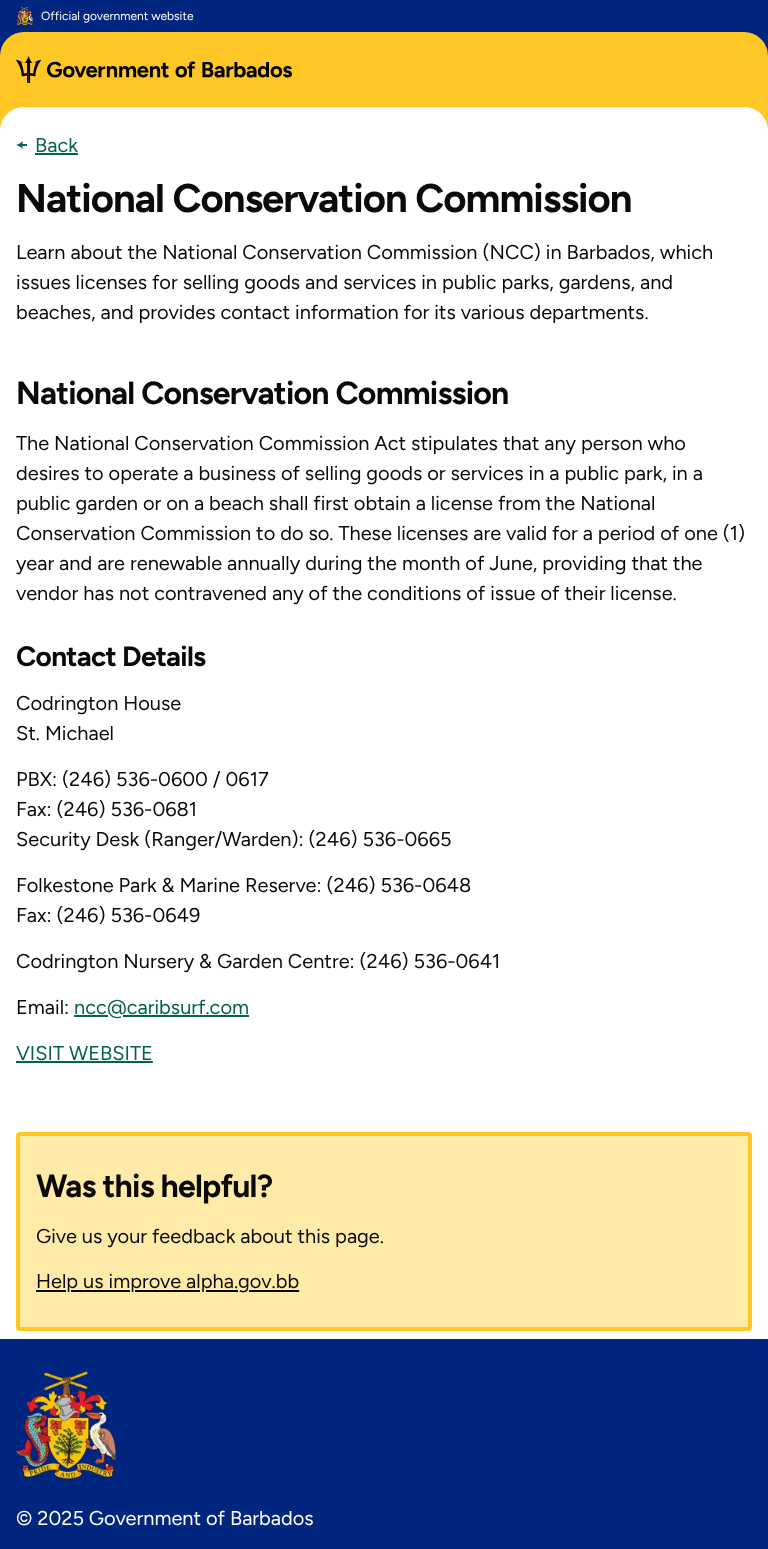 Official government website
Government of Barbados
Back
National Conservation Commission
Learn about the National Conservation Commission (NCC) in Barbados, which
issues licenses for selling goods and services in public parks, gardens, and
beaches, and provides contact information for its various departments.
National Conservation Commission
The National Conservation Commission Act stipulates that any person who
desires to operate a business of selling goods or services in a public park, in a
public garden or on a beach shall first obtain a license from the National
Conservation Commission to do so. These licenses are valid for a period of one (1)
year and are renewable annually during the month of June, providing that the
vendor has not contravened any of the conditions of issue of their license.
Contact Details
Codrington House
St. Michael
PBX: (246) 536-0600 / 0617
Fax: (246) 536-0681
Security Desk (Ranger/Warden): (246) 536-0665
Folkestone Park & Marine Reserve: (246) 536-0648
Fax: (246) 536-0649
Codrington Nursery & Garden Centre: (246) 536-0641
Email: ncc@caribsurf.com
VISIT WEBSITE
Was this helpful?
Give us your feedback about this page.
Help us improve alpha.gov.bb
PRIDE AND INDUSTRY
© 2025 Government of Barbados